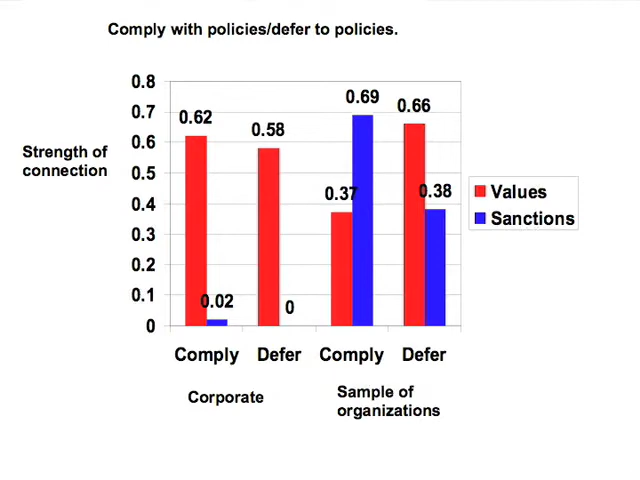 Comply with policies/defer to policies.
Strength of
connection
0.8
0.7
0.6
0.5
0.4
0.3
0.2
0.1
0
0.62
0.02
0.58
0
0.37
0.69
0.66
0.38
Values
Sanctions
Comply Defer Comply Defer
Corporate
Sample of
organizations